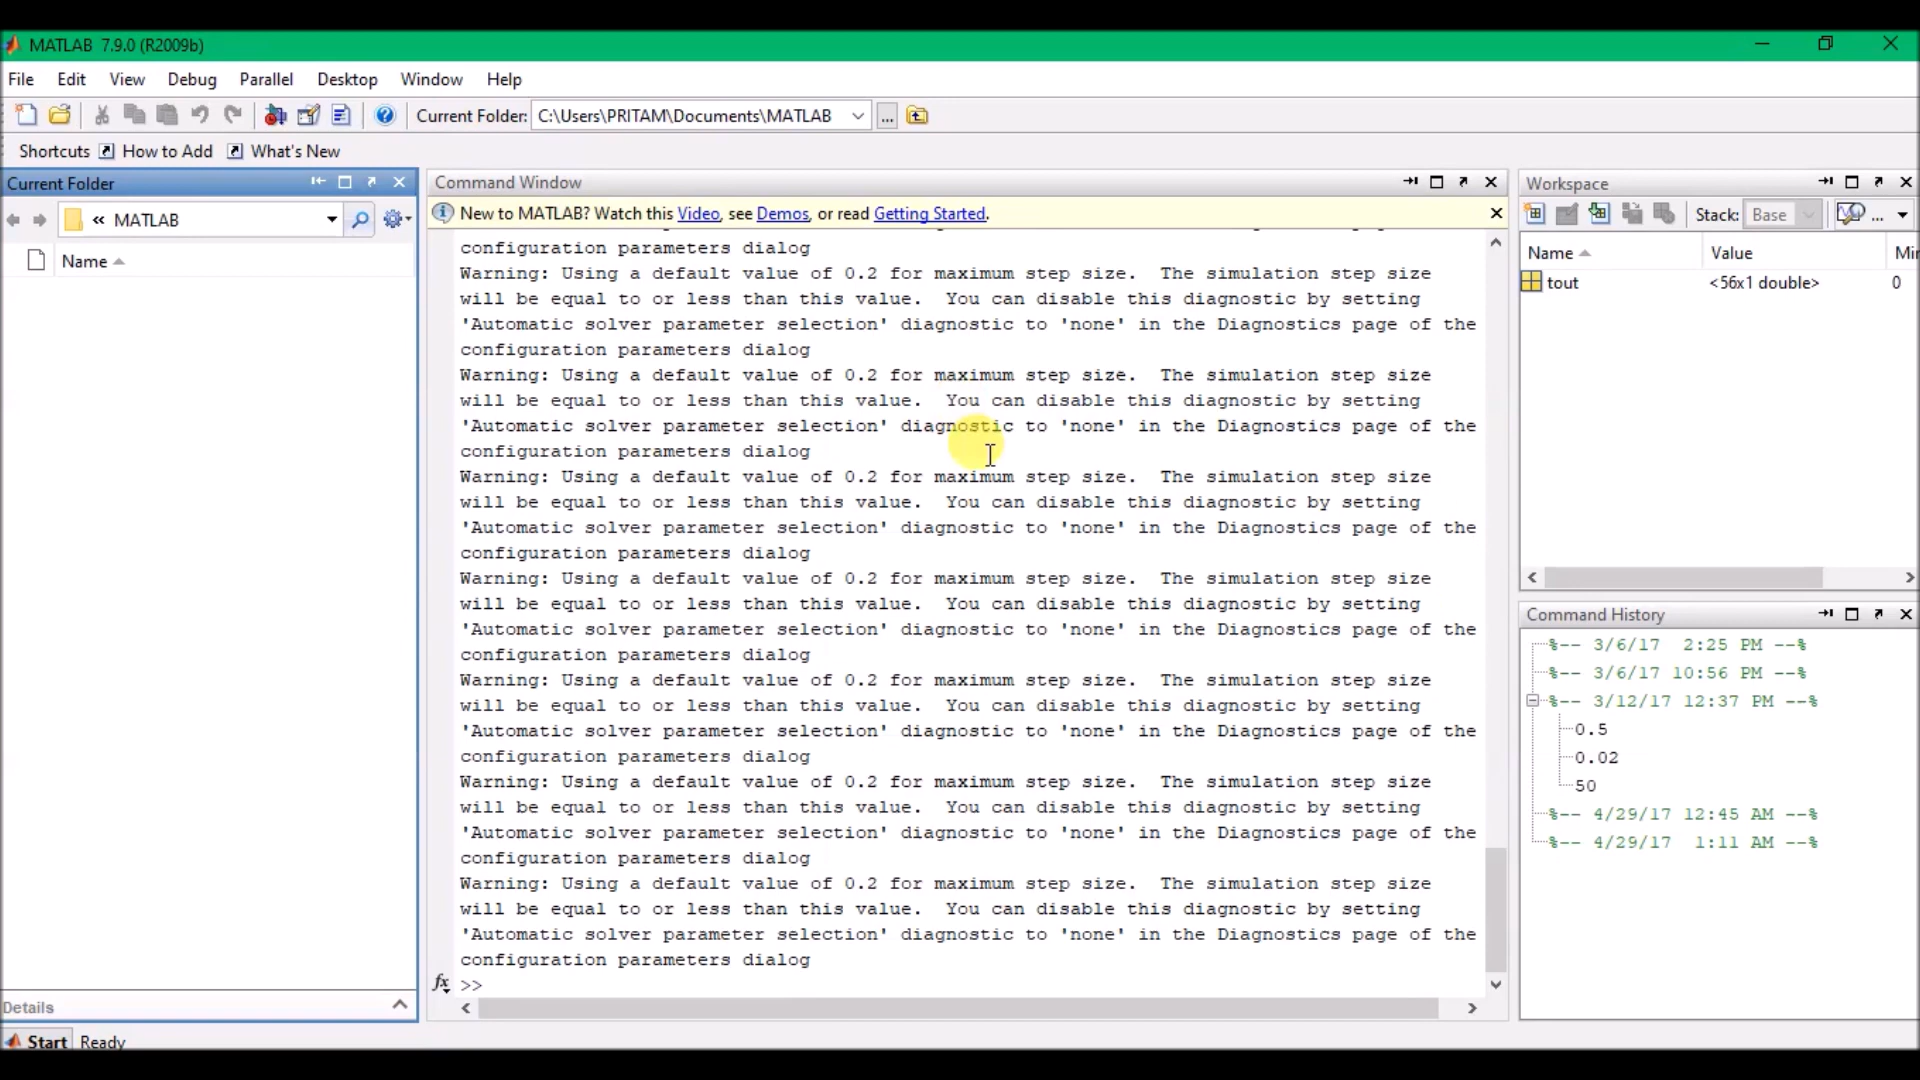 MATLAB 7.9.0 (R2009b)
File Edit View Debug Parallel Desktop Window Help
Current Folder: C:\Users\PRITAM\Documents\MATLAB ...
Shortcuts How to Add What's New
Current Folder
« MATLAB
Name
Details
Command Window
New to MATLAB? Watch this Video, see Demos, or read Getting Started.
configuration parameters dialog
Warning: Using a default value of 0.2 for maximum step size.  The simulation step size
will be equal to or less than this value.  You can disable this diagnostic by setting
'Automatic solver parameter selection' diagnostic to 'none' in the Diagnostics page of the
configuration parameters dialog
Warning: Using a default value of 0.2 for maximum step size.  The simulation step size
will be equal to or less than this value.  You can disable this diagnostic by setting
'Automatic solver parameter selection' diagnostic to 'none' in the Diagnostics page of the
configuration parameters dialog
Warning: Using a default value of 0.2 for maximum step size.  The simulation step size
will be equal to or less than this value.  You can disable this diagnostic by setting
'Automatic solver parameter selection' diagnostic to 'none' in the Diagnostics page of the
configuration parameters dialog
Warning: Using a default value of 0.2 for maximum step size.  The simulation step size
will be equal to or less than this value.  You can disable this diagnostic by setting
'Automatic solver parameter selection' diagnostic to 'none' in the Diagnostics page of the
configuration parameters dialog
Warning: Using a default value of 0.2 for maximum step size.  The simulation step size
will be equal to or less than this value.  You can disable this diagnostic by setting
'Automatic solver parameter selection' diagnostic to 'none' in the Diagnostics page of the
configuration parameters dialog
Warning: Using a default value of 0.2 for maximum step size.  The simulation step size
will be equal to or less than this value.  You can disable this diagnostic by setting
'Automatic solver parameter selection' diagnostic to 'none' in the Diagnostics page of the
configuration parameters dialog
Warning: Using a default value of 0.2 for maximum step size.  The simulation step size
will be equal to or less than this value.  You can disable this diagnostic by setting
'Automatic solver parameter selection' diagnostic to 'none' in the Diagnostics page of the
configuration parameters dialog
fx >>
Workspace
Stack: Base ...
Name Value Min
tout <56x1 double> 0
Command History
%-- 3/6/17  2:25 PM --%
%-- 3/6/17 10:56 PM --%
%-- 3/12/17 12:37 PM --%
0.5
0.02
50
%-- 4/29/17 12:45 AM --%
%-- 4/29/17  1:11 AM --%
Start Ready